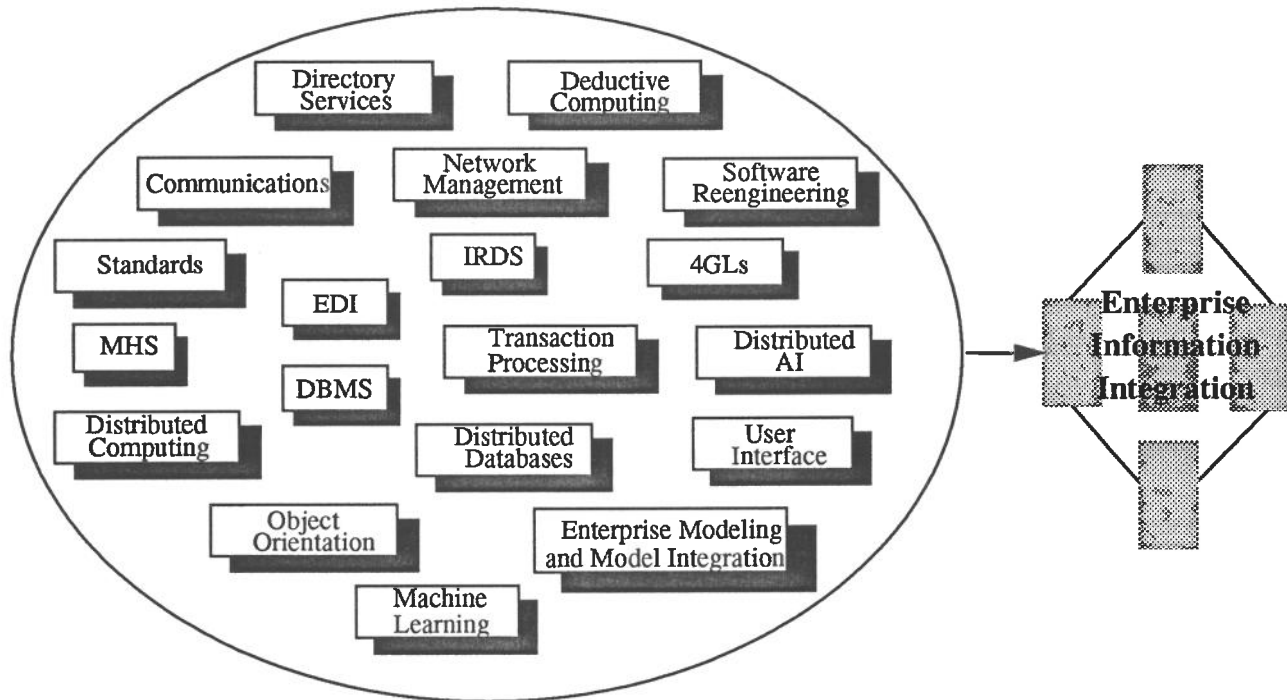 Directory
Services
Deductive
Computing
Communications
Network
Management
Software
Reengineering
Standards
IRDS
4GLs
EDI
MHS
Transaction
Processing
Distributed
AI
DBMS
Distributed
Computing
Distributed
Databases
User
Interface
Object
Orientation
Enterprise Modeling
and Model Integration
Machine
Learning
Enterprise
Information
Integration